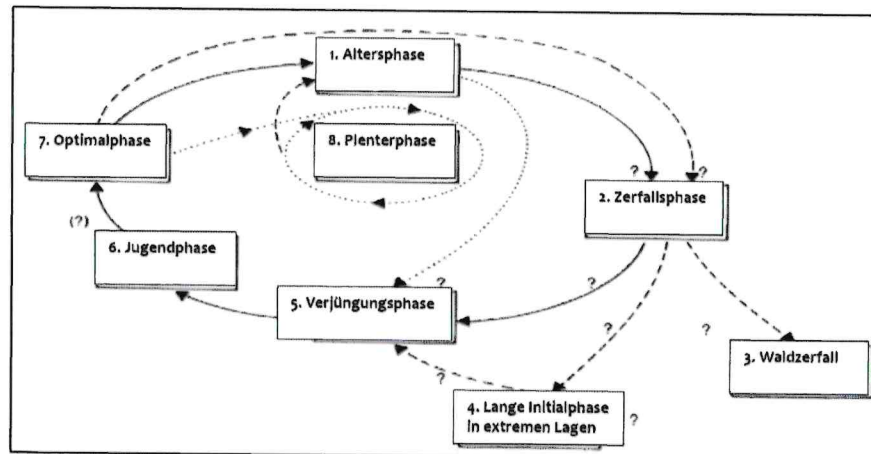 1. Altersphase
7. Optimalphase
8. Plenterphase
? ?
2. Zerfallsphase
(?)
6. Jugendphase
5. Verjüngungsphase
?
?
?
?
3. Waldzerfall
?
4. Lange Initialphase
in extremen Lagen
?